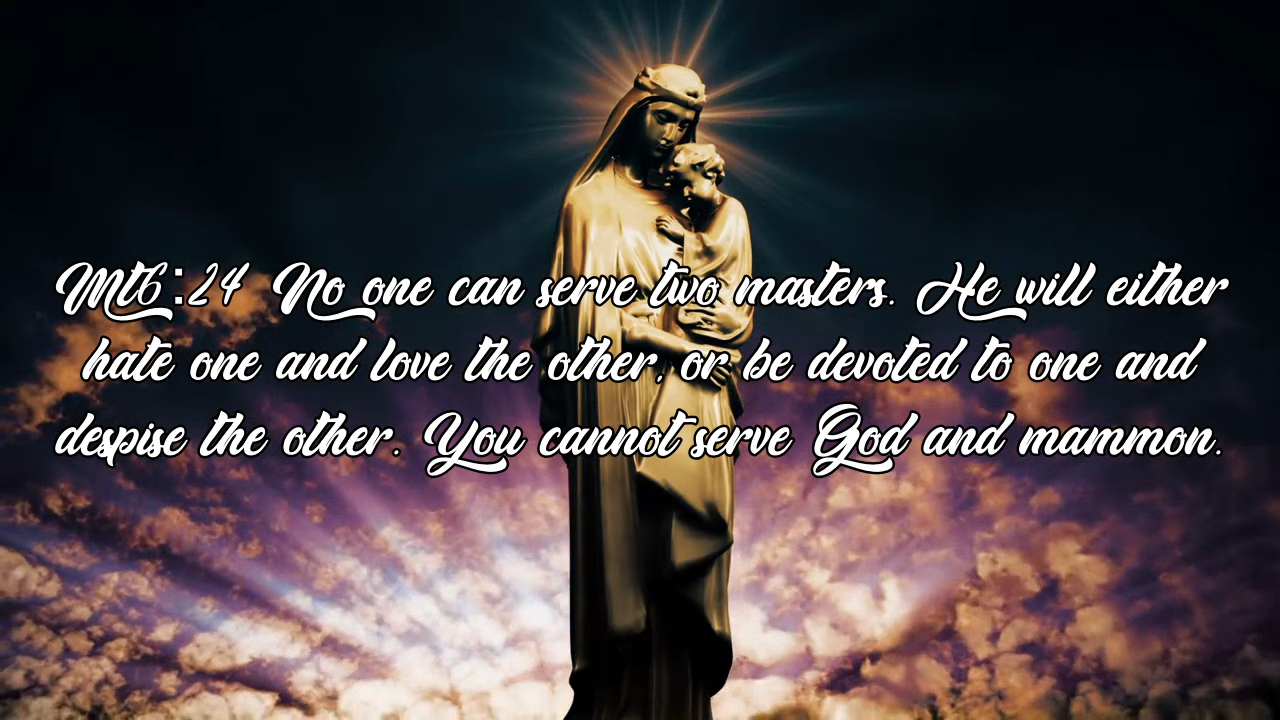 Mt6:24 No one can serve two masters. He will either
hate one and love the other, or be devoted to one and
despise the other. You cannot serve God and mammon.